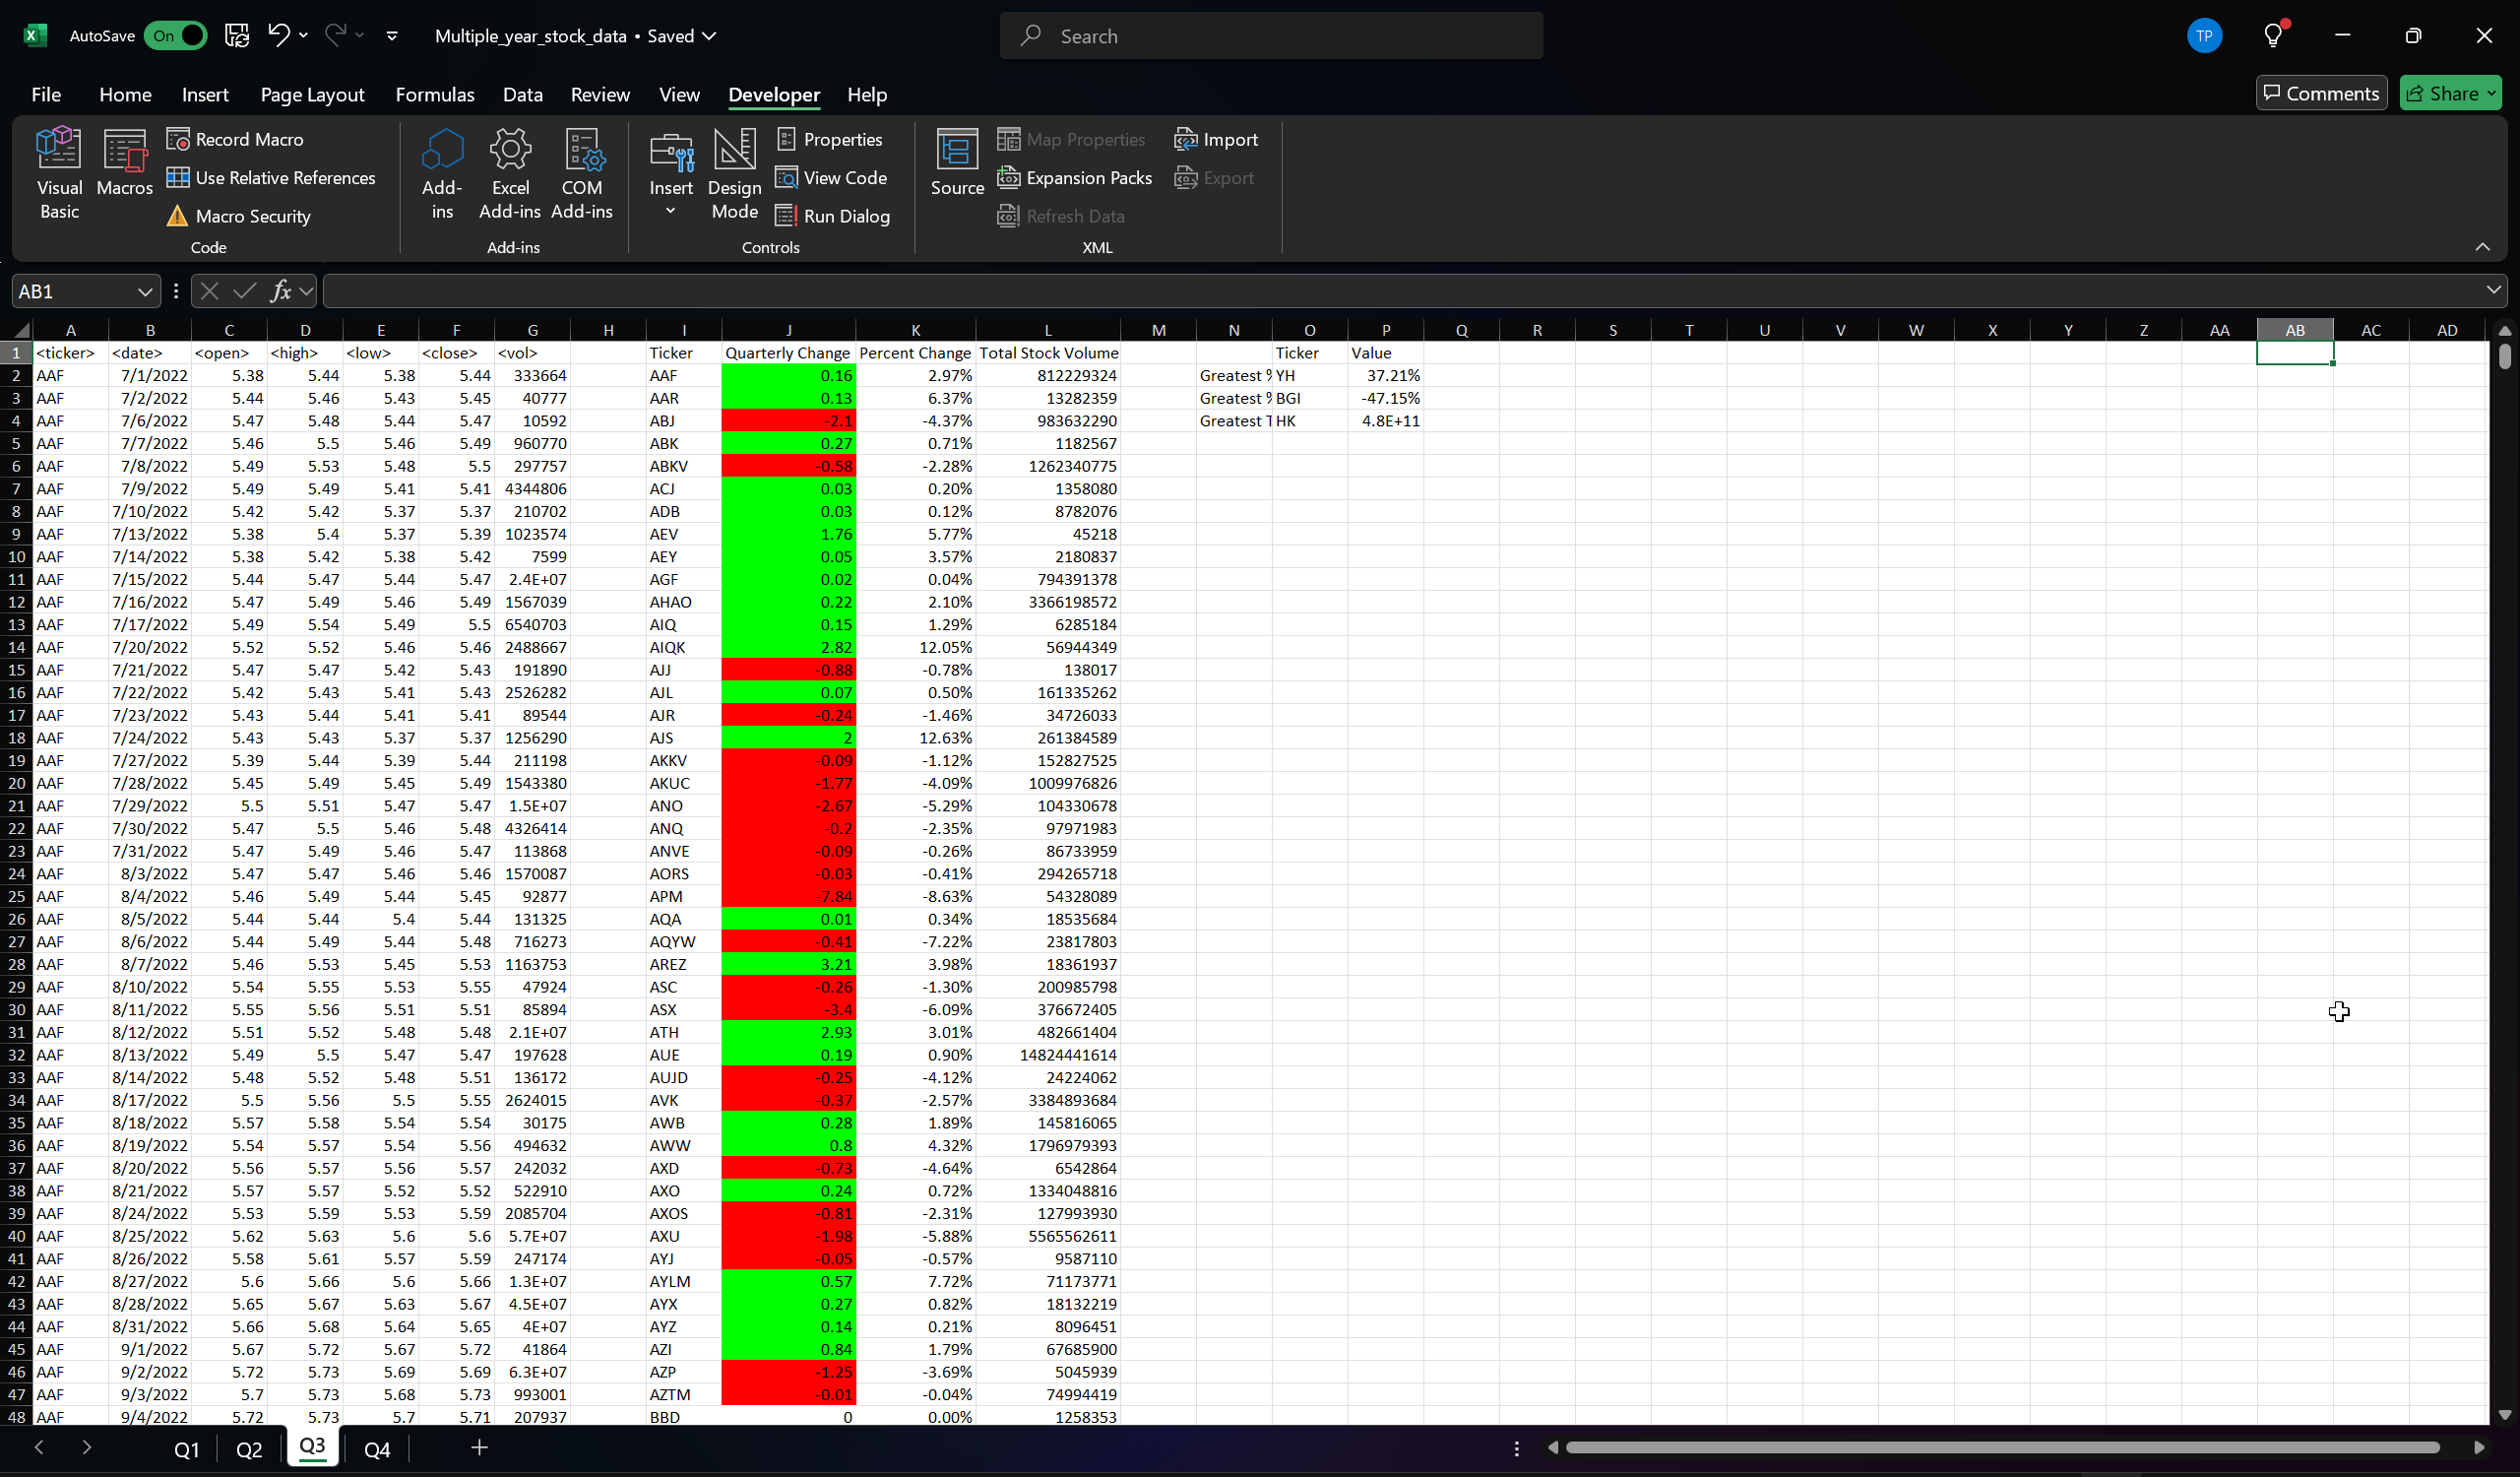 AutoSave On Multiple_year_stock_data • Saved Search TP
File Home Insert Page Layout Formulas Data Review View Developer Help Comments Share
Visual Basic Macros Record Macro Use Relative References Macro Security Code
Add-ins Excel Add-ins COM Add-ins Add-ins
Insert Design Mode Properties View Code Run Dialog Controls
Source Map Properties Expansion Packs Refresh Data Import Export XML
AB1 fx
A B C D E F G H I J K L M N O P Q R S T U V W X Y Z AA AB AC AD
1 <ticker> <date> <open> <high> <low> <close> <vol> Ticker Quarterly Change Percent Change Total Stock Volume Ticker Value
2 AAF 7/1/2022 5.38 5.44 5.38 5.44 333664 AAF 0.16 2.97% 812229324 Greatest % YH 37.21%
3 AAF 7/2/2022 5.44 5.46 5.43 5.45 40777 AAR 0.13 6.37% 13282359 Greatest % BGI -47.15%
4 AAF 7/6/2022 5.47 5.48 5.44 5.47 10592 ABJ -2.1 -4.37% 983632290 Greatest T HK 4.8E+11
5 AAF 7/7/2022 5.46 5.5 5.46 5.49 960770 ABK 0.27 0.71% 1182567
6 AAF 7/8/2022 5.49 5.53 5.48 5.5 297757 ABKV -0.58 -2.28% 1262340775
7 AAF 7/9/2022 5.49 5.49 5.41 5.41 4344806 ACJ 0.03 0.20% 1358080
8 AAF 7/10/2022 5.42 5.42 5.37 5.37 210702 ADB 0.03 0.12% 8782076
9 AAF 7/13/2022 5.38 5.4 5.37 5.39 1023574 AEV 1.76 5.77% 45218
10 AAF 7/14/2022 5.38 5.42 5.38 5.42 7599 AEY 0.05 3.57% 2180837
11 AAF 7/15/2022 5.44 5.47 5.44 5.47 2.4E+07 AGF 0.02 0.04% 794391378
12 AAF 7/16/2022 5.47 5.49 5.46 5.49 1567039 AHAO 0.22 2.10% 3366198572
13 AAF 7/17/2022 5.49 5.54 5.49 5.5 6540703 AIQ 0.15 1.29% 6285184
14 AAF 7/20/2022 5.52 5.52 5.46 5.46 2488667 AIQK 2.82 12.05% 56944349
15 AAF 7/21/2022 5.47 5.47 5.42 5.43 191890 AJJ -0.88 -0.78% 138017
16 AAF 7/22/2022 5.42 5.43 5.41 5.43 2526282 AJL 0.07 0.50% 161335262
17 AAF 7/23/2022 5.43 5.44 5.41 5.41 89544 AJR -0.24 -1.46% 34726033
18 AAF 7/24/2022 5.43 5.43 5.37 5.37 1256290 AJS 2 12.63% 261384589
19 AAF 7/27/2022 5.39 5.44 5.39 5.44 211198 AKKV -0.09 -1.12% 152827525
20 AAF 7/28/2022 5.45 5.49 5.45 5.49 1543380 AKUC -1.77 -4.09% 1009976826
21 AAF 7/29/2022 5.5 5.51 5.47 5.47 1.5E+07 ANO -2.67 -5.29% 104330678
22 AAF 7/30/2022 5.47 5.5 5.46 5.48 4326414 ANQ -0.2 -2.35% 97971983
23 AAF 7/31/2022 5.47 5.49 5.46 5.47 113868 ANVE -0.09 -0.26% 86733959
24 AAF 8/3/2022 5.47 5.47 5.46 5.46 1570087 AORS -0.03 -0.41% 294265718
25 AAF 8/4/2022 5.46 5.49 5.44 5.45 92877 APM -7.84 -8.63% 54328089
26 AAF 8/5/2022 5.44 5.44 5.4 5.44 131325 AQA 0.01 0.34% 18535684
27 AAF 8/6/2022 5.44 5.49 5.44 5.48 716273 AQYW -0.41 -7.22% 23817803
28 AAF 8/7/2022 5.46 5.53 5.45 5.53 1163753 AREZ 3.21 3.98% 18361937
29 AAF 8/10/2022 5.54 5.55 5.53 5.55 47924 ASC -0.26 -1.30% 200985798
30 AAF 8/11/2022 5.55 5.56 5.51 5.51 85894 ASX -3.4 -6.09% 376672405
31 AAF 8/12/2022 5.51 5.52 5.48 5.48 2.1E+07 ATH 2.93 3.01% 482661404
32 AAF 8/13/2022 5.49 5.5 5.47 5.47 197628 AUE 0.19 0.90% 14824441614
33 AAF 8/14/2022 5.48 5.52 5.48 5.51 136172 AUJD -0.25 -4.12% 24224062
34 AAF 8/17/2022 5.5 5.56 5.5 5.55 2624015 AVK -0.37 -2.57% 3384893684
35 AAF 8/18/2022 5.57 5.58 5.54 5.54 30175 AWB 0.28 1.89% 145816065
36 AAF 8/19/2022 5.54 5.57 5.54 5.56 494632 AWW 0.8 4.32% 1796979393
37 AAF 8/20/2022 5.56 5.57 5.56 5.57 242032 AXD -0.73 -4.64% 6542864
38 AAF 8/21/2022 5.57 5.57 5.52 5.52 522910 AXO 0.24 0.72% 1334048816
39 AAF 8/24/2022 5.53 5.59 5.53 5.59 2085704 AXOS -0.81 -2.31% 127993930
40 AAF 8/25/2022 5.62 5.63 5.6 5.6 5.7E+07 AXU -1.98 -5.88% 5565562611
41 AAF 8/26/2022 5.58 5.61 5.57 5.59 247174 AYJ -0.05 -0.57% 9587110
42 AAF 8/27/2022 5.6 5.66 5.6 5.66 1.3E+07 AYLM 0.57 7.72% 71173771
43 AAF 8/28/2022 5.65 5.67 5.63 5.67 4.5E+07 AYX 0.27 0.82% 18132219
44 AAF 8/31/2022 5.66 5.68 5.64 5.65 4E+07 AYZ 0.14 0.21% 8096451
45 AAF 9/1/2022 5.67 5.72 5.67 5.72 41864 AZI 0.84 1.79% 67685900
46 AAF 9/2/2022 5.72 5.73 5.69 5.69 6.3E+07 AZP -1.25 -3.69% 5045939
47 AAF 9/3/2022 5.7 5.73 5.68 5.73 993001 AZTM -0.01 -0.04% 74994419
48 AAF 9/4/2022 5.72 5.73 5.7 5.71 207937 BBD 0 0.00% 1258353
Q1 Q2 Q3 Q4